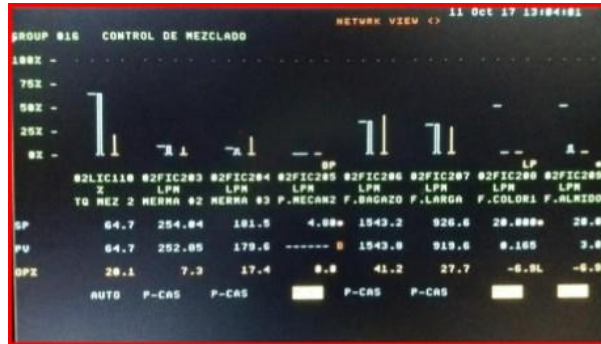 11 Oct 17 13:04:01
NETWRK VIEW <>
GROUP 016 CONTROL DE MEZCLADO
100% -
75% -
50% -
25% -
0% -
BP LP
02LIC110 02FIC203 02FIC204 02FIC205 02FIC206 02FIC207 02FIC208 02FIC209
% LPM LPM LPM LPM LPM LPM LPM
TQ MEZ 2 MERMA 02 MERMA 03 F.MECAN2 F.BAGAZO F.LARGA F.COLOR1 F.ALMIDO
SP 64.7 254.04 181.5 1543.2 926.6 20.000* 20.0
PV 64.7 252.05 179.6 ------ B 1543.0 919.6 0.165 3.0
OP% 20.1 7.3 17.4 0.0 41.2 27.7 -6.9L -6.9
AUTO P-CAS P-CAS P-CAS P-CAS